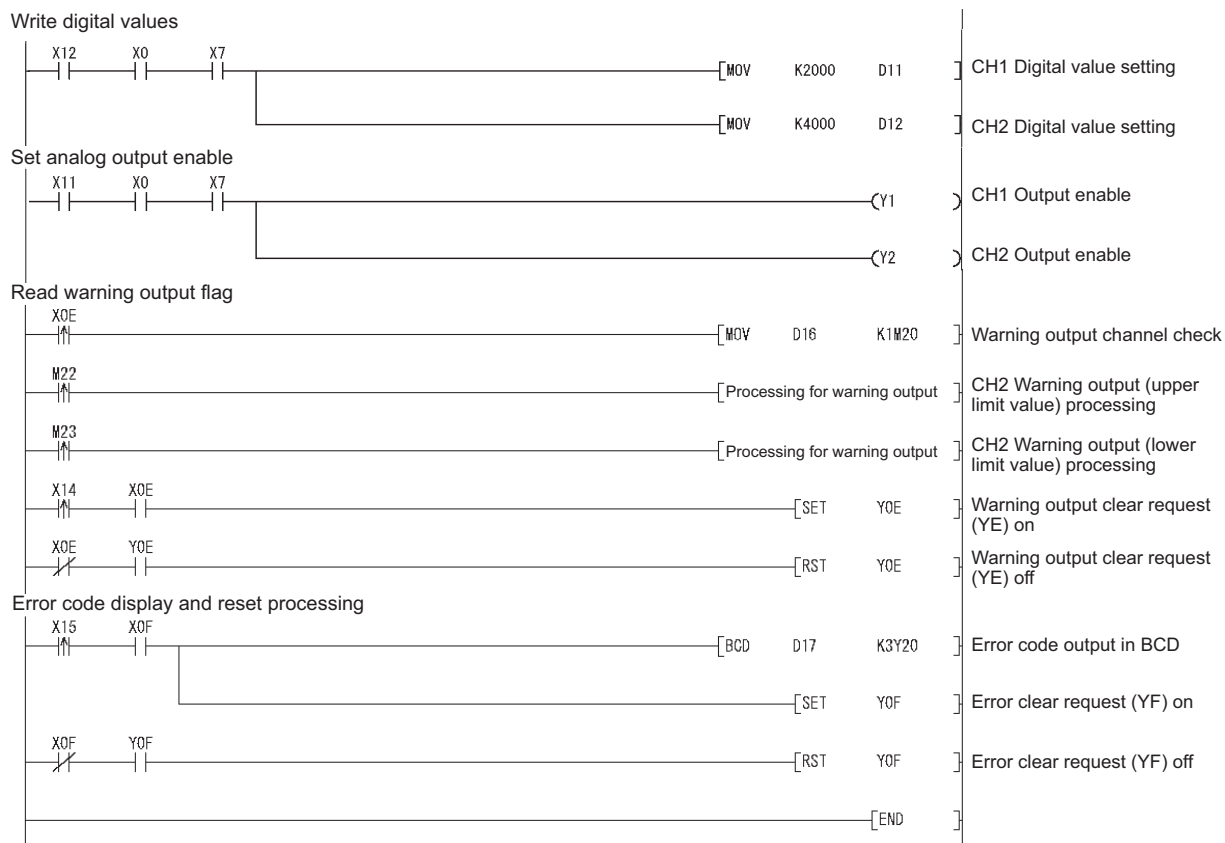 Write digital values
X12 X0 X7
MOV K2000 D11 CH1 Digital value setting
MOV K4000 D12 CH2 Digital value setting
Set analog output enable
X11 X0 X7
Y1 CH1 Output enable
Y2 CH2 Output enable
Read warning output flag
X0E
MOV D16 K1M20 Warning output channel check
M22
Processing for warning output CH2 Warning output (upper
limit value) processing
M23
Processing for warning output CH2 Warning output (lower
limit value) processing
X14 X0E
SET Y0E Warning output clear request
(YE) on
X0E Y0E
RST Y0E Warning output clear request
(YE) off
Error code display and reset processing
X15 X0F
BCD D17 K3Y20 Error code output in BCD
SET Y0F Error clear request (YF) on
X0F Y0F
RST Y0F Error clear request (YF) off
END